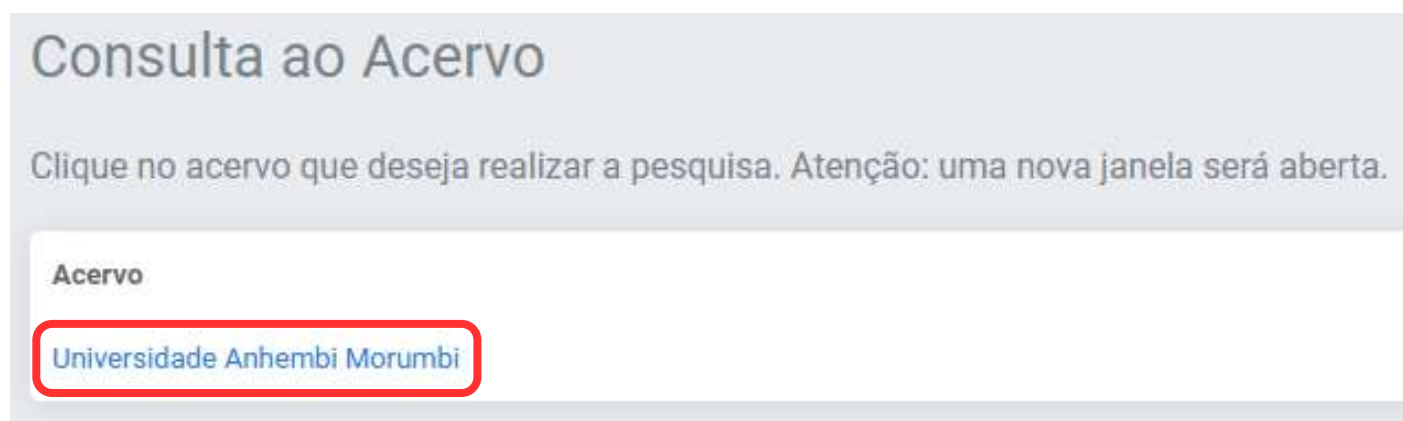 Consulta ao Acervo
Clique no acervo que deseja realizar a pesquisa. Atenção: uma nova janela será aberta.
Acervo
Universidade Anhembi Morumbi